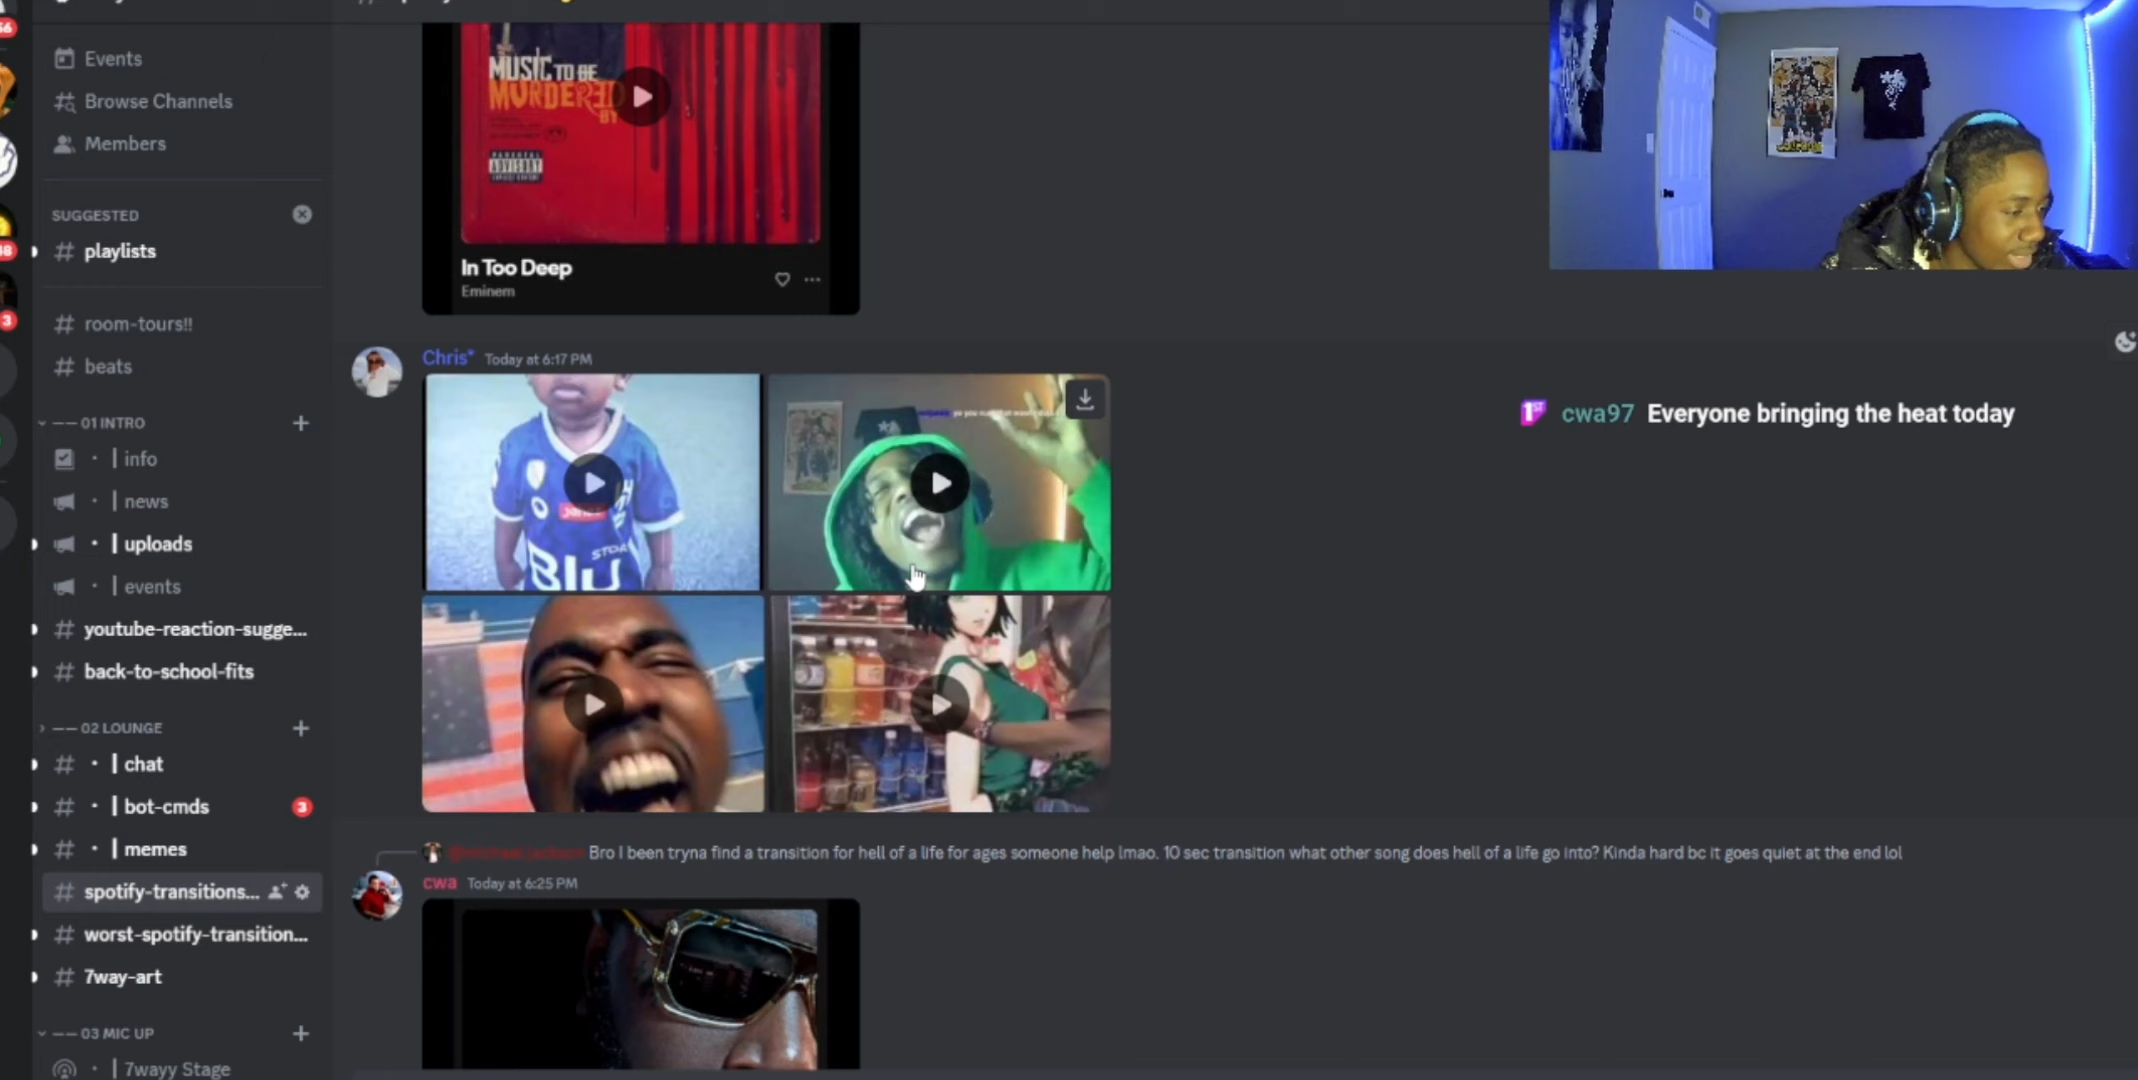 Events
Browse Channels
Members
SUGGESTED
# playlists
# room-tours!!
# beats
01 INTRO
info
news
uploads
events
# youtube-reaction-sugge...
# back-to-school-fits
02 LOUNGE
# chat
# bot-cmds 3
# memes
# spotify-transitions...
# worst-spotify-transition...
# 7way-art
03 MIC UP
7wayy Stage
MUSIC TO BE
MURDERED
BY
PARENTAL
ADVISORY
In Too Deep
Eminem
Chris* Today at 6:17 PM
Blu
Bro I been tryna find a transition for hell of a life for ages someone help lmao. 10 sec transition what other song does hell of a life go into? Kinda hard bc it goes quiet at the end lol
cwa Today at 6:25 PM
1ST cwa97 Everyone bringing the heat today